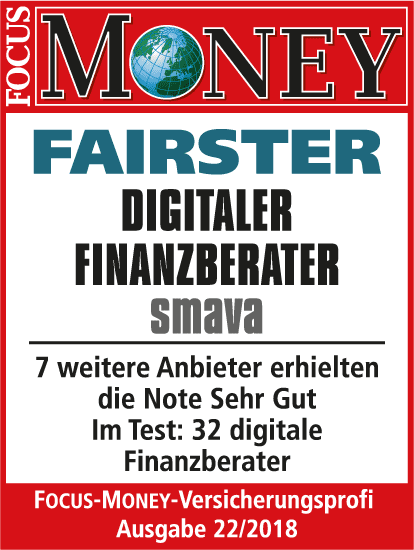 FOCUS
MONEY
FAIRSTER
DIGITALER
FINANZBERATER
smava
7 weitere Anbieter erhielten
die Note Sehr Gut
Im Test: 32 digitale
Finanzberater
FOCUS-MONEY-Versicherungsprofi
Ausgabe 22/2018